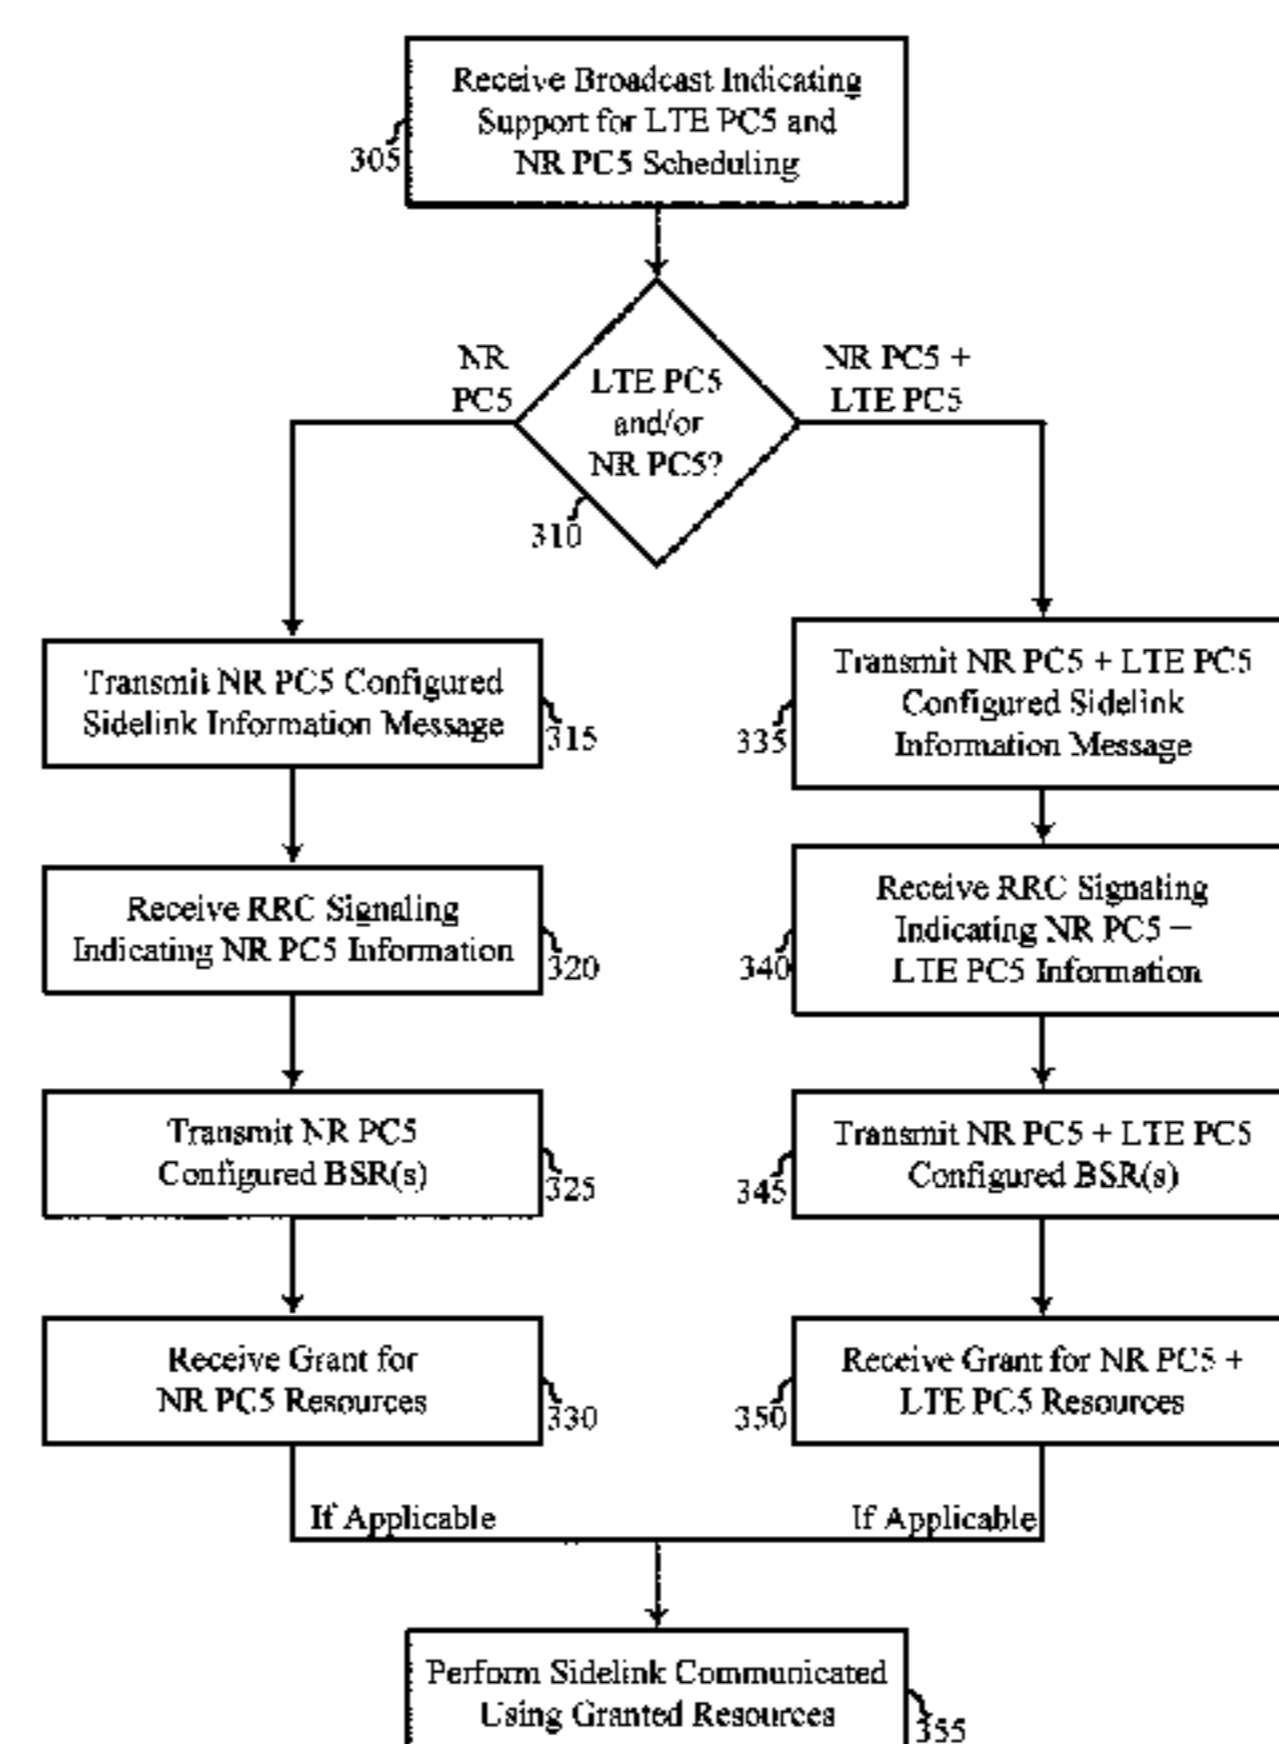 Receive Broadcast Indicating
Support for LTE PC5 and
NR PC5 Scheduling
305
NR
PC5
LTE PC5
and/or
NR PC5?
310
NR PC5 +
LTE PC5
Transmit NR PC5 Configured
Sidelink Information Message
315
Receive RRC Signaling
Indicating NR PC5 Information
320
Transmit NR PC5
Configured BSR(s)
325
Receive Grant for
NR PC5 Resources
330
If Applicable
Transmit NR PC5 + LTE PC5
Configured Sidelink
Information Message
335
Receive RRC Signaling
Indicating NR PC5 –
LTE PC5 Information
340
Transmit NR PC5 + LTE PC5
Configured BSR(s)
345
Receive Grant for NR PC5 +
LTE PC5 Resources
350
If Applicable
Perform Sidelink Communicated
Using Granted Resources
355